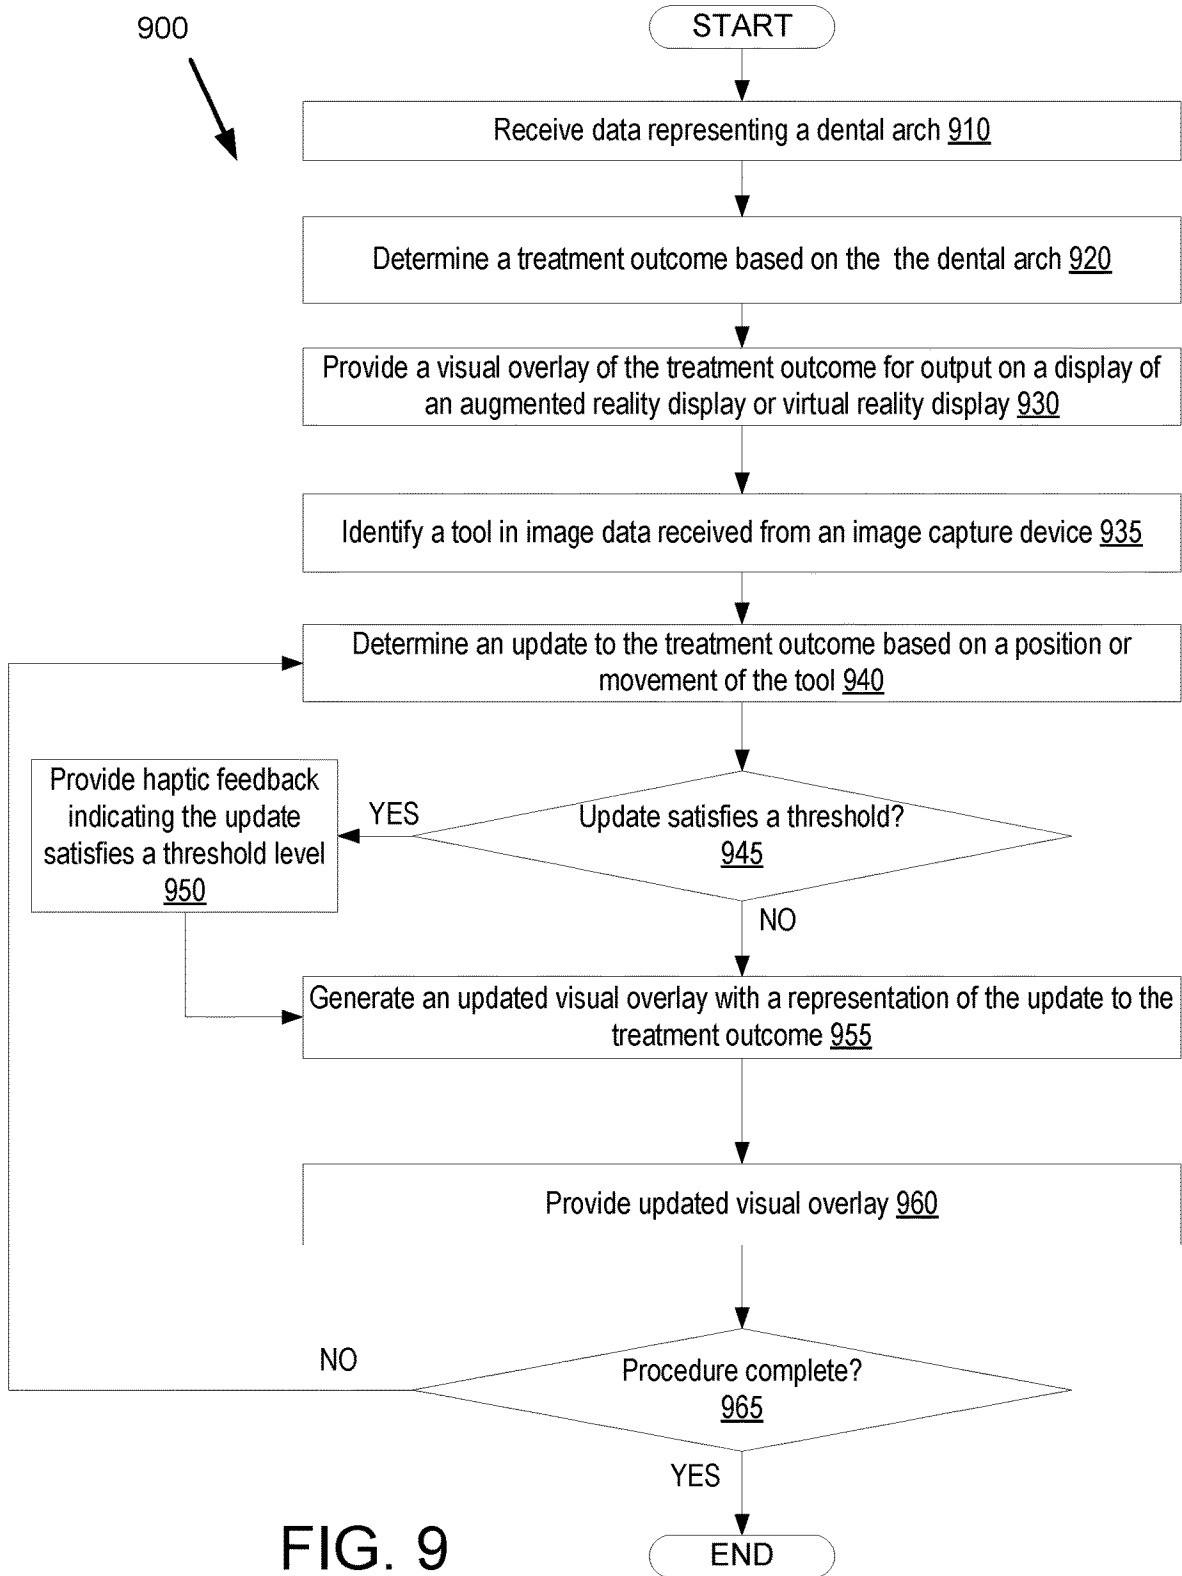 900
START
Receive data representing a dental arch 910
Determine a treatment outcome based on the the dental arch 920
Provide a visual overlay of the treatment outcome for output on a display of
an augmented reality display or virtual reality display 930
Identify a tool in image data received from an image capture device 935
Determine an update to the treatment outcome based on a position or
movement of the tool 940
Update satisfies a threshold?
945
YES
NO
Provide haptic feedback
indicating the update
satisfies a threshold level
950
Generate an updated visual overlay with a representation of the update to the
treatment outcome 955
Provide updated visual overlay 960
Procedure complete?
965
NO
YES
END
FIG. 9